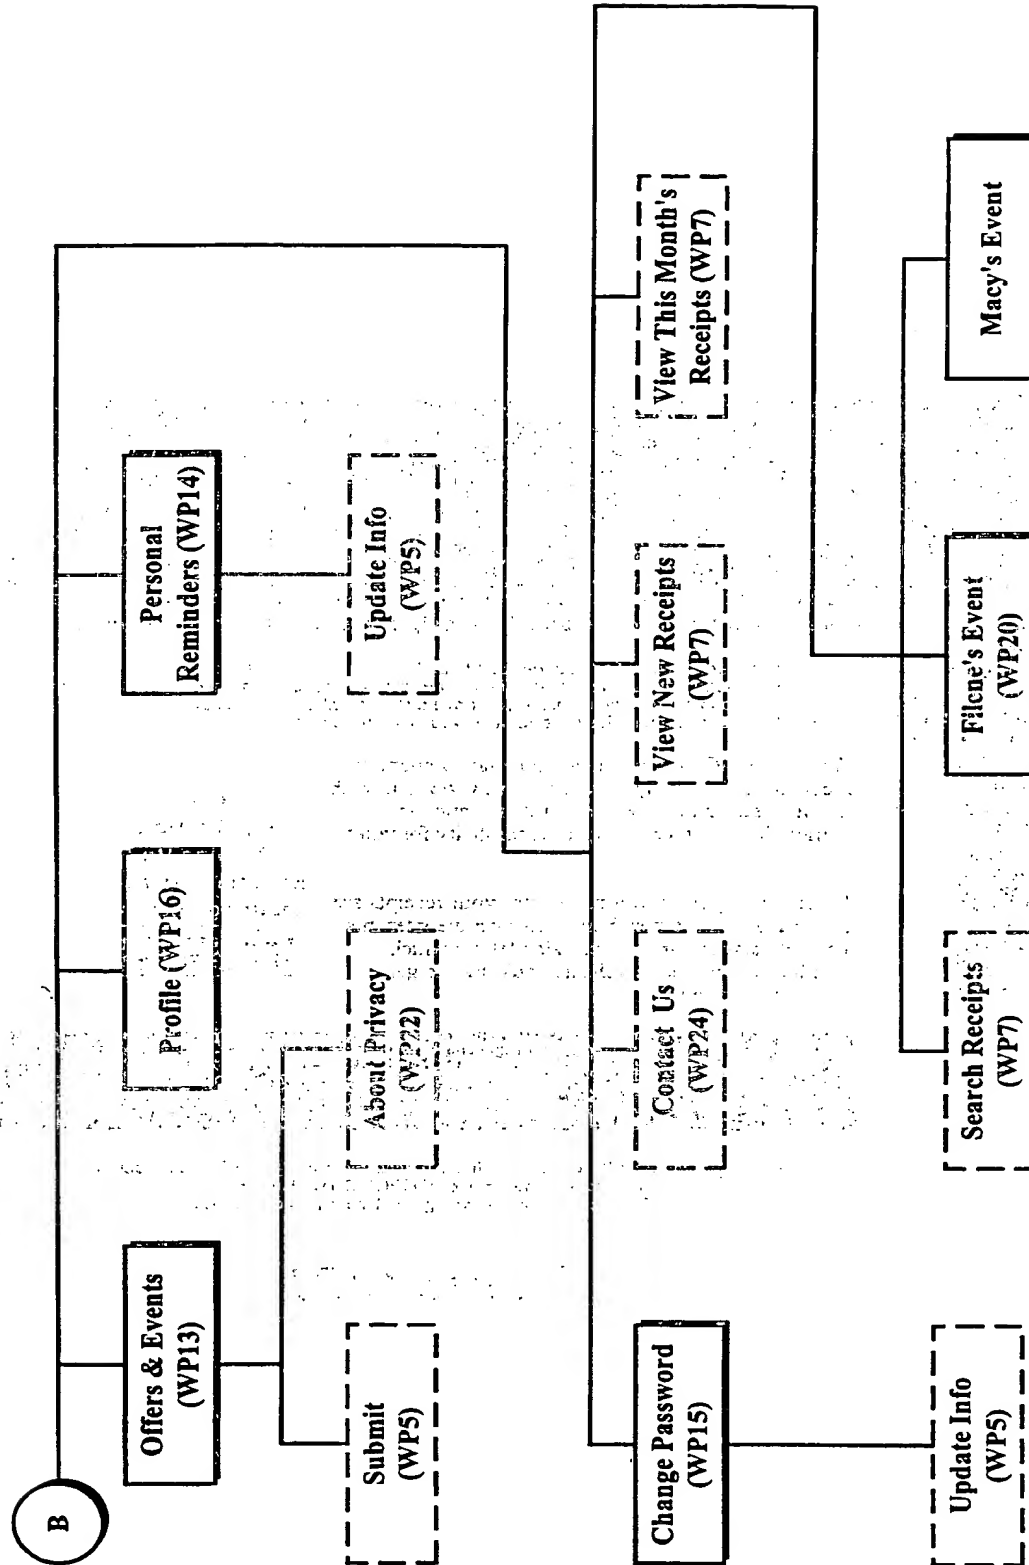 B
Offers & Events
(WP13)
Profile (WP16)
Personal
Reminders (WP14)
Submit
(WP5)
About Privacy
(WP22)
Update Info
(WP5)
Change Password
(WP15)
Contact Us
(WP24)
View New Receipts
(WP7)
View This Month's
Receipts (WP7)
Update Info
(WP5)
Search Receipts
(WP7)
Filene's Event
(WP20)
Macy's Event